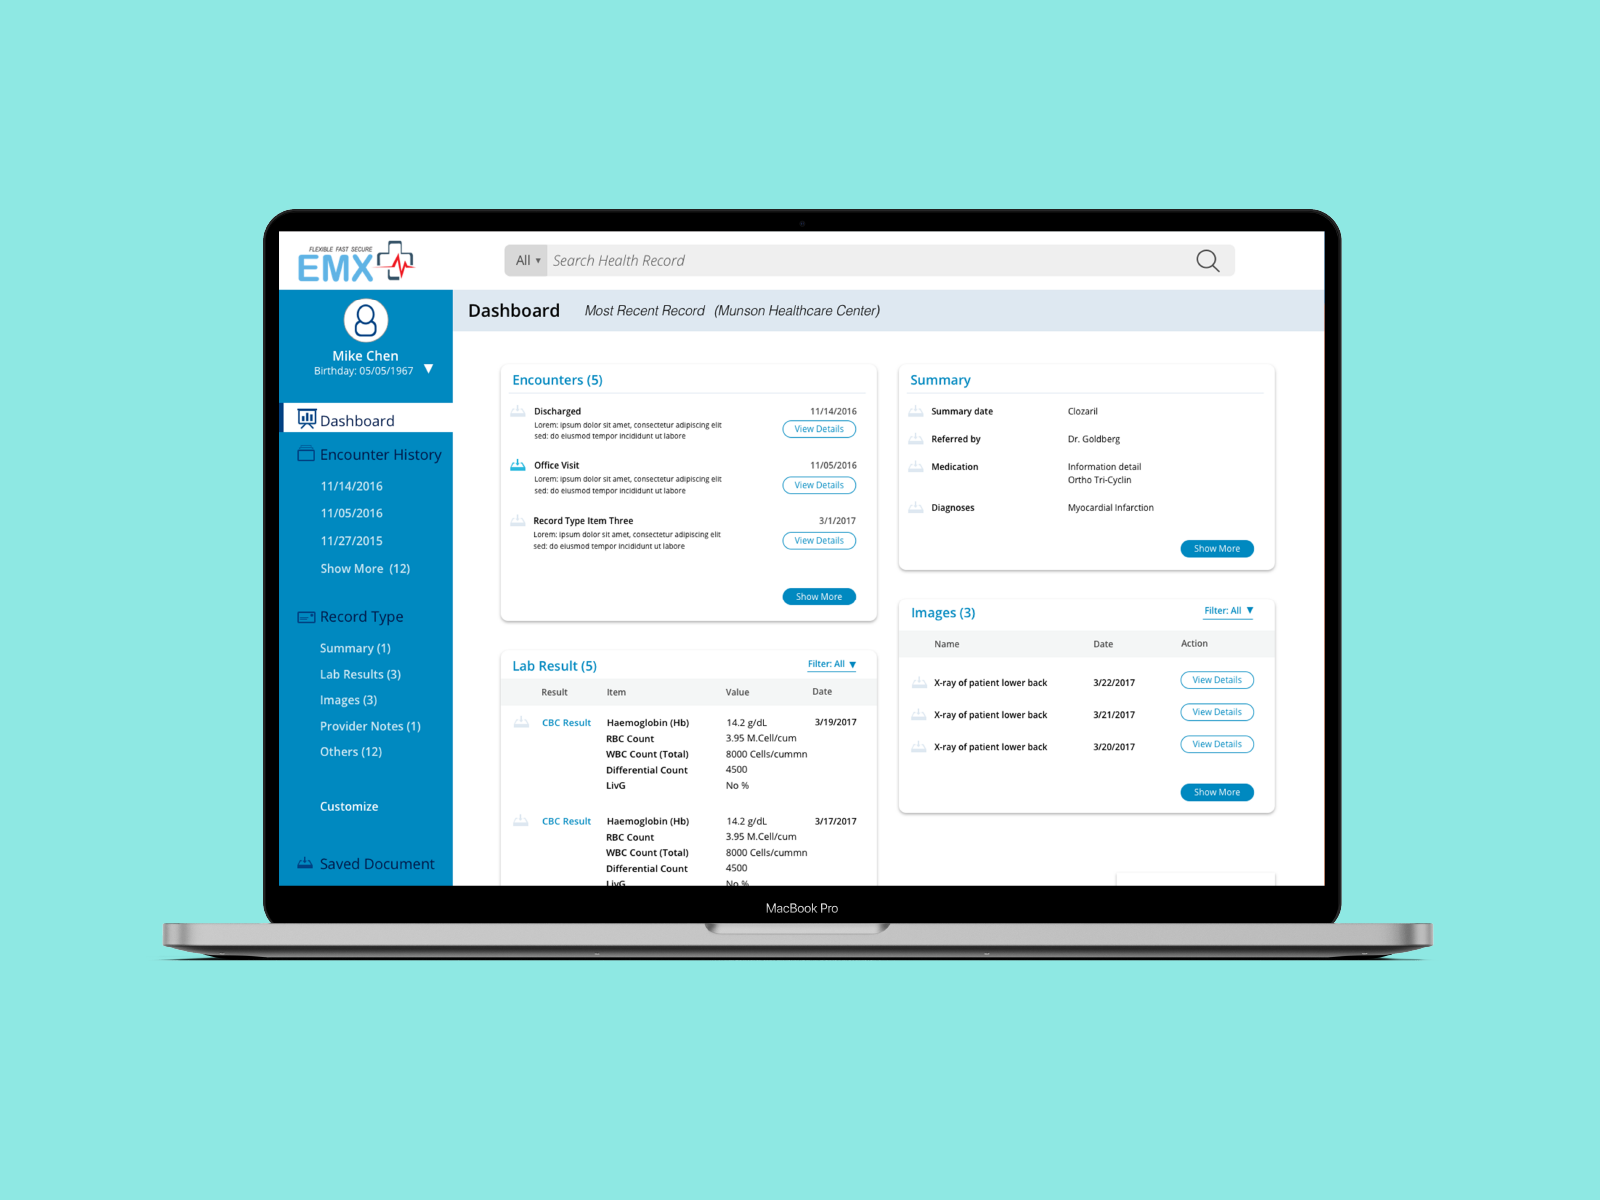 FLEXIBLE FAST SECURE
EMX
All ▾ Search Health Record
Mike Chen
Birthday: 05/05/1967 ▼
Dashboard
Encounter History
11/14/2016
11/05/2016
11/27/2015
Show More (12)
Record Type
Summary (1)
Lab Results (3)
Images (3)
Provider Notes (1)
Others (12)
Customize
Saved Document
Dashboard Most Recent Record (Munson Healthcare Center)
Encounters (5)
Discharged 11/14/2016
Lorem: ipsum dolor sit amet, consectetur adipiscing elit
sed: do eiusmod tempor incididunt ut labore
View Details
Office Visit 11/05/2016
Lorem: ipsum dolor sit amet, consectetur adipiscing elit
sed: do eiusmod tempor incididunt ut labore
View Details
Record Type Item Three 3/1/2017
Lorem: ipsum dolor sit amet, consectetur adipiscing elit
sed: do eiusmod tempor incididunt ut labore
View Details
Show More
Lab Result (5) Filter: All ▼
Result Item Value Date
CBC Result Haemoglobin (Hb) 14.2 g/dL 3/19/2017
RBC Count 3.95 M.Cell/cum
WBC Count (Total) 8000 Cells/cummn
Differential Count 4500
LivG No %
CBC Result Haemoglobin (Hb) 14.2 g/dL 3/17/2017
RBC Count 3.95 M.Cell/cum
WBC Count (Total) 8000 Cells/cummn
Differential Count 4500
LivG No %
Summary
Summary date Clozaril
Referred by Dr. Goldberg
Medication Information detail
Ortho Tri-Cyclin
Diagnoses Myocardial Infarction
Show More
Images (3) Filter: All ▼
Name Date Action
X-ray of patient lower back 3/22/2017 View Details
X-ray of patient lower back 3/21/2017 View Details
X-ray of patient lower back 3/20/2017 View Details
Show More
MacBook Pro